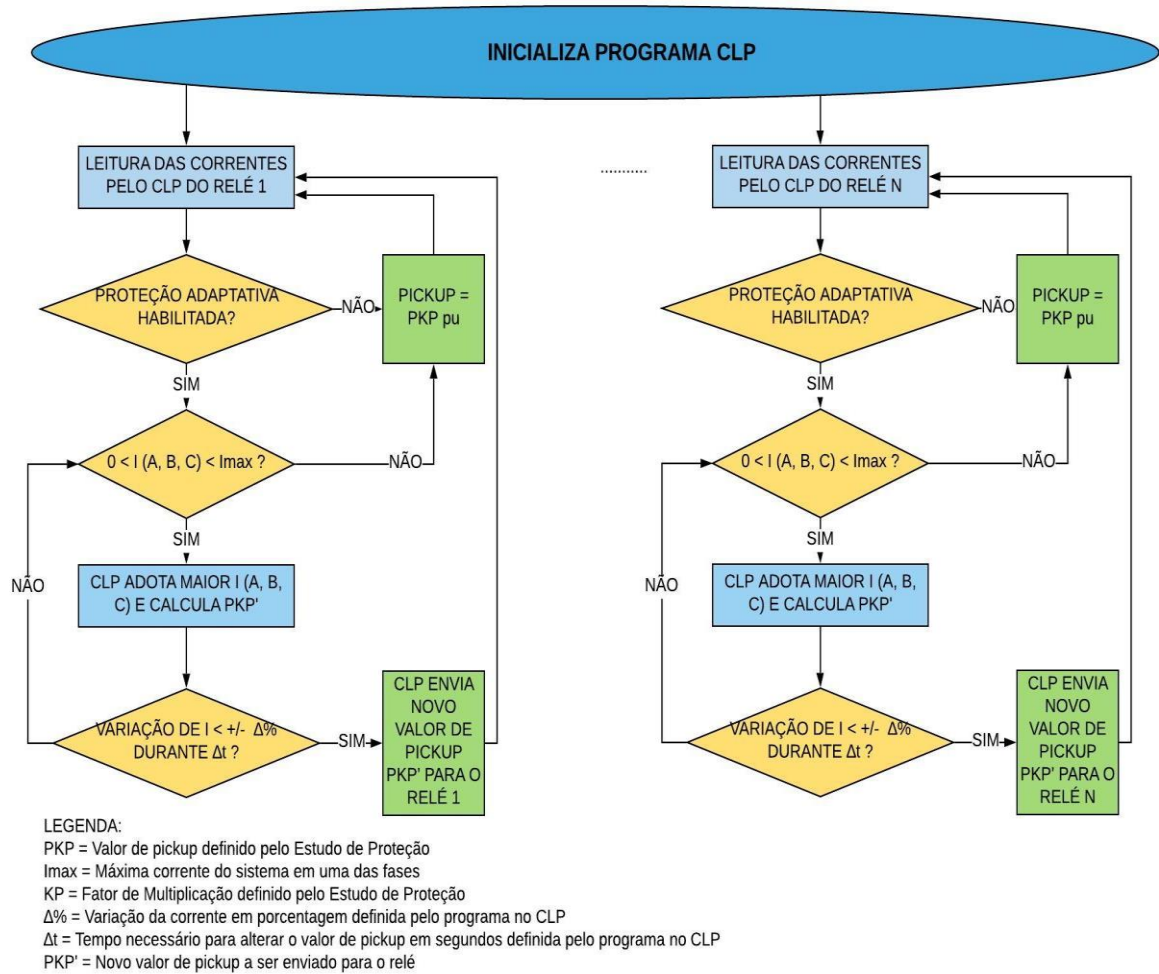 INICIALIZA PROGRAMA CLP
LEITURA DAS CORRENTES
PELO CLP DO RELÉ 1
PROTEÇÃO ADAPTATIVA
HABILITADA?
NÃO
PICKUP =
PKP pu
SIM
0 < I (A, B, C) < Imax ?
NÃO
SIM
NÃO
CLP ADOTA MAIOR I (A, B,
C) E CALCULA PKP'
VARIAÇÃO DE I < +/- Δ%
DURANTE Δt ?
SIM
CLP ENVIA
NOVO
VALOR DE
PICKUP
PKP' PARA O
RELÉ 1
...........
LEITURA DAS CORRENTES
PELO CLP DO RELÉ N
PROTEÇÃO ADAPTATIVA
HABILITADA?
NÃO
PICKUP =
PKP pu
SIM
0 < I (A, B, C) < Imax ?
NÃO
SIM
NÃO
CLP ADOTA MAIOR I (A, B,
C) E CALCULA PKP'
VARIAÇÃO DE I < +/- Δ%
DURANTE Δt ?
SIM
CLP ENVIA
NOVO
VALOR DE
PICKUP
PKP' PARA O
RELÉ N
LEGENDA:
PKP = Valor de pickup definido pelo Estudo de Proteção
Imax = Máxima corrente do sistema em uma das fases
KP = Fator de Multiplicação definido pelo Estudo de Proteção
Δ% = Variação da corrente em porcentagem definida pelo programa no CLP
Δt = Tempo necessário para alterar o valor de pickup em segundos definida pelo programa no CLP
PKP' = Novo valor de pickup a ser enviado para o relé